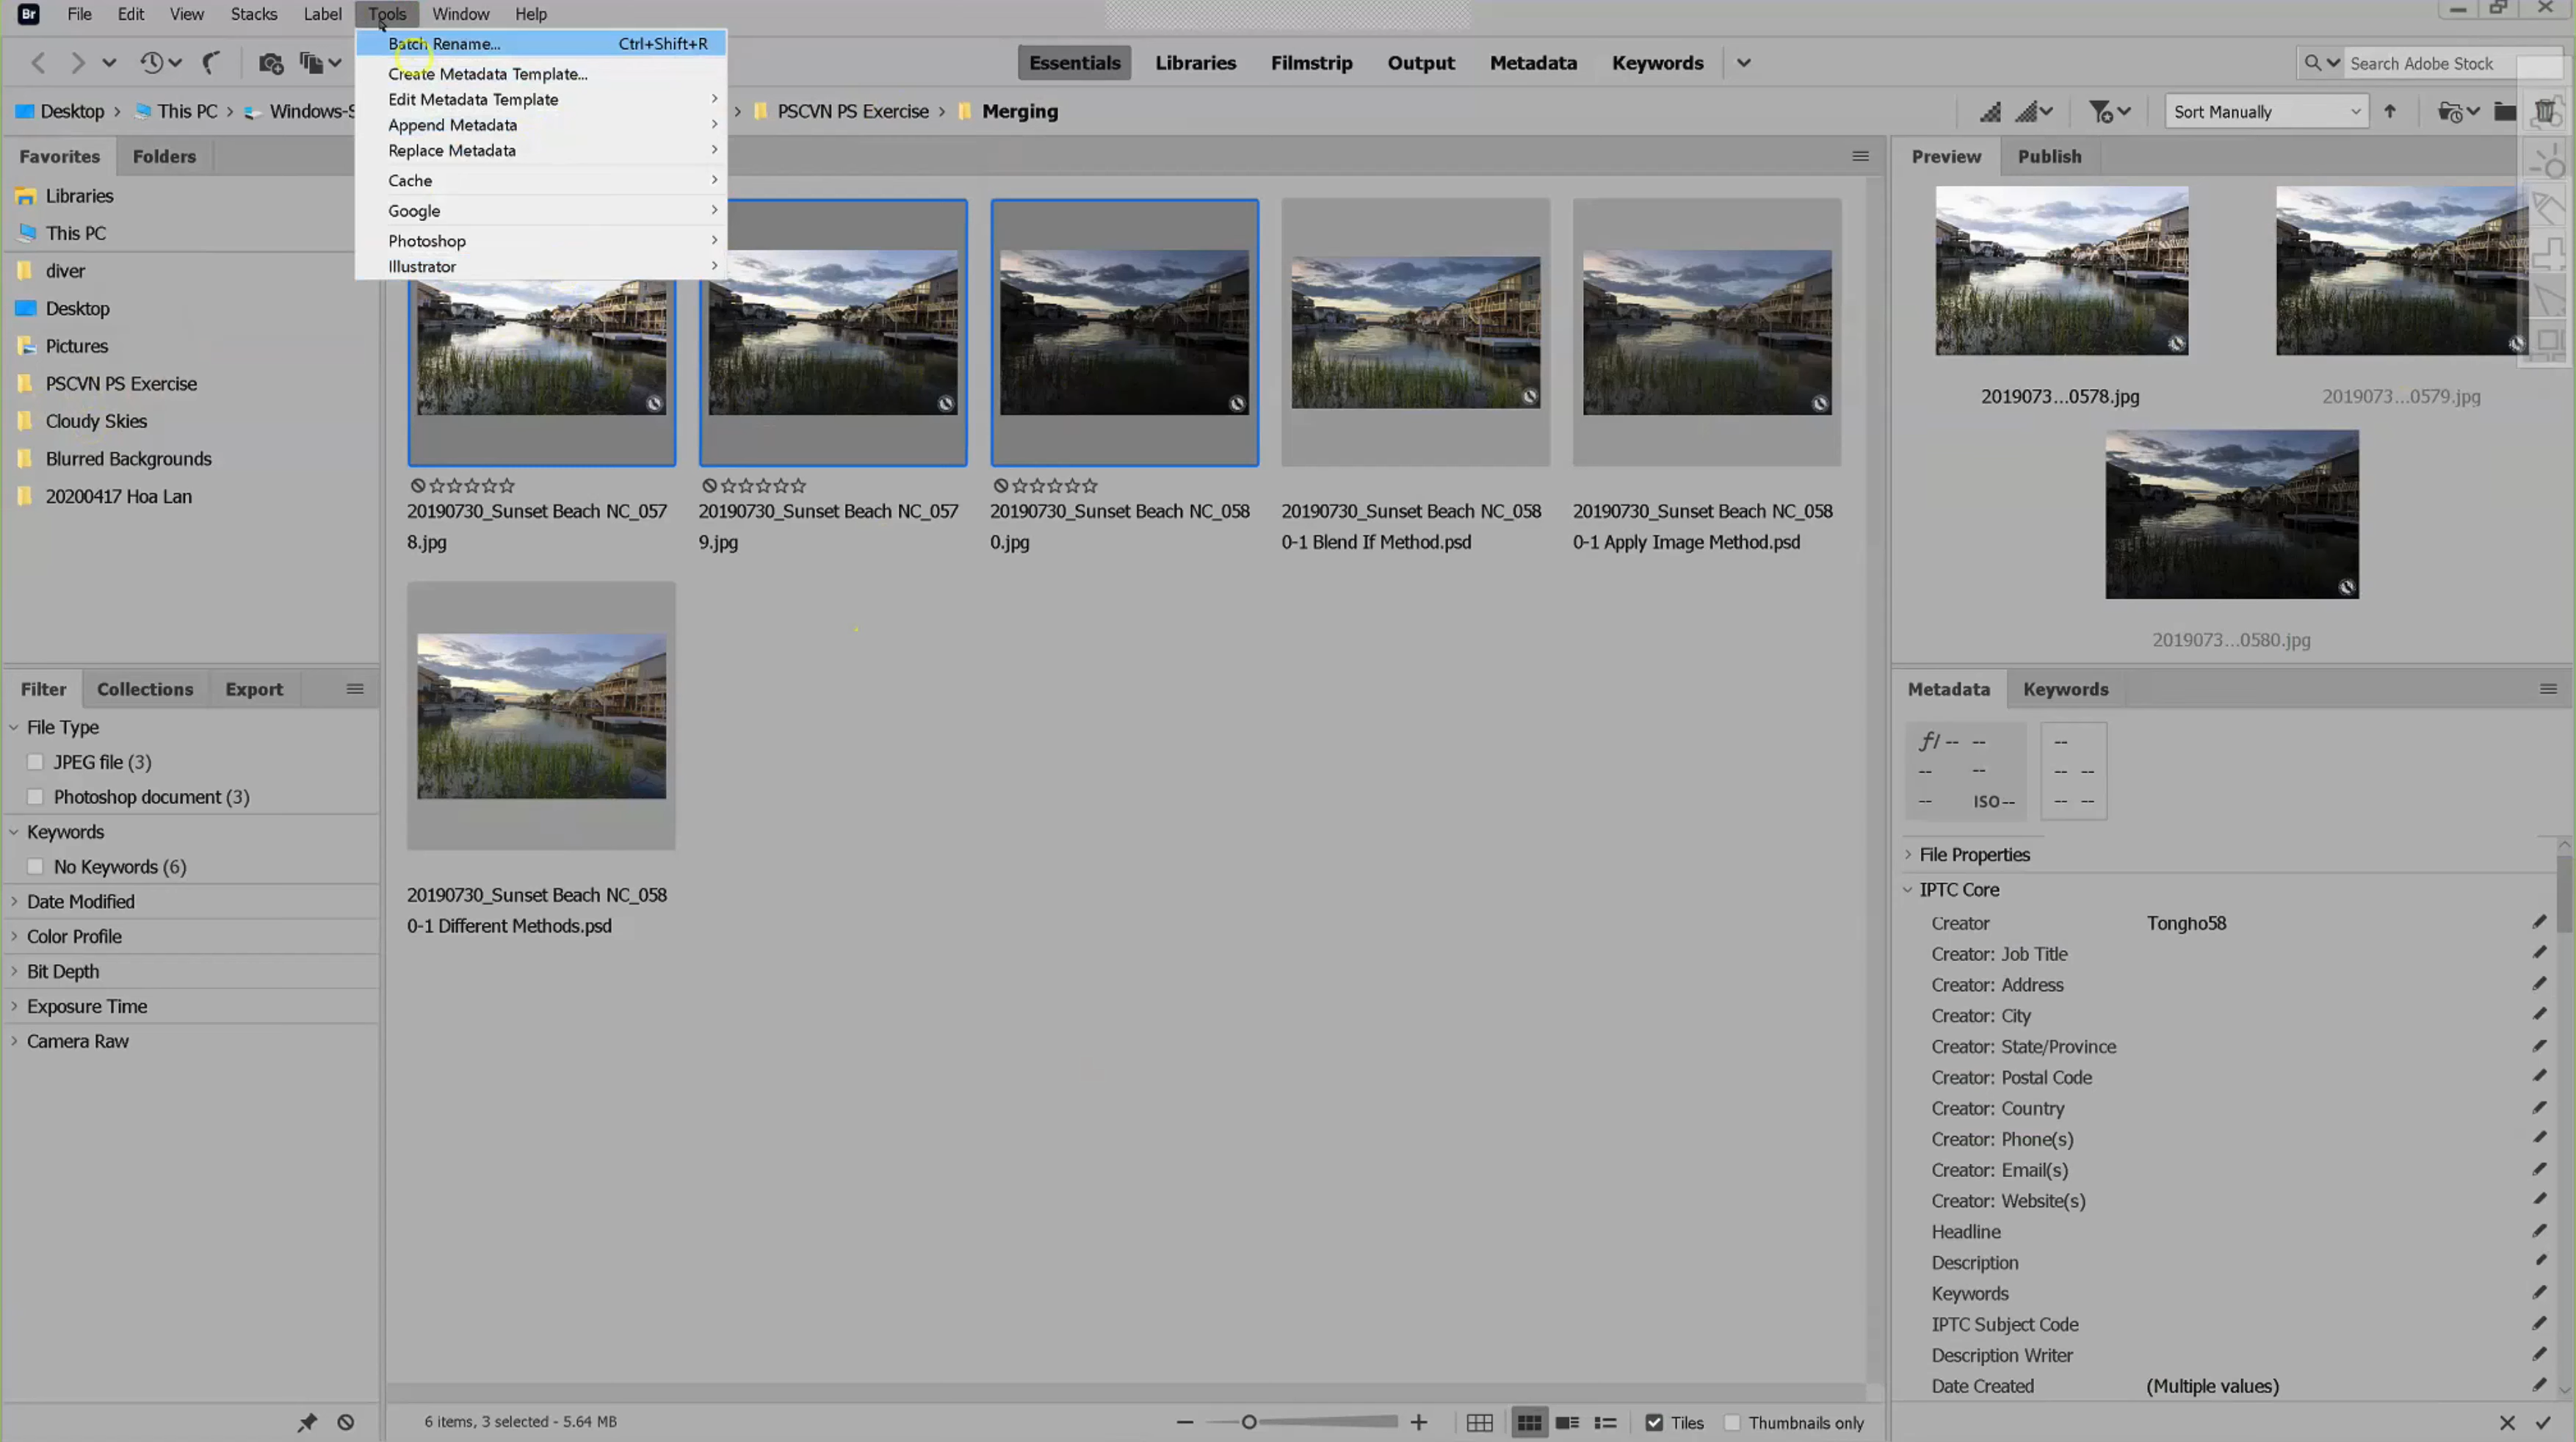 Br File Edit View Stacks Label Tools Window Help
Batch Rename... Ctrl+Shift+R
Create Metadata Template...
Edit Metadata Template
Append Metadata
Replace Metadata
Cache
Google
Photoshop
Illustrator
Essentials Libraries Filmstrip Output Metadata Keywords
Search Adobe Stock
Desktop This PC Windows-S PSCVN PS Exercise Merging
Sort Manually
Favorites Folders
Libraries
This PC
diver
Desktop
Pictures
PSCVN PS Exercise
Cloudy Skies
Blurred Backgrounds
20200417 Hoa Lan
Filter Collections Export
File Type
JPEG file (3)
Photoshop document (3)
Keywords
No Keywords (6)
Date Modified
Color Profile
Bit Depth
Exposure Time
Camera Raw
20190730_Sunset Beach NC_057
8.jpg
20190730_Sunset Beach NC_057
9.jpg
20190730_Sunset Beach NC_058
0.jpg
20190730_Sunset Beach NC_058
0-1 Blend If Method.psd
20190730_Sunset Beach NC_058
0-1 Apply Image Method.psd
20190730_Sunset Beach NC_058
0-1 Different Methods.psd
6 items, 3 selected - 5.64 MB
Tiles
Thumbnails only
Preview Publish
2019073...0578.jpg
2019073...0579.jpg
2019073...0580.jpg
Metadata Keywords
f/ -- --
-- --
-- ISO --
--
-- --
-- --
File Properties
IPTC Core
Creator Tongho58
Creator: Job Title
Creator: Address
Creator: City
Creator: State/Province
Creator: Postal Code
Creator: Country
Creator: Phone(s)
Creator: Email(s)
Creator: Website(s)
Headline
Description
Keywords
IPTC Subject Code
Description Writer
Date Created (Multiple values)